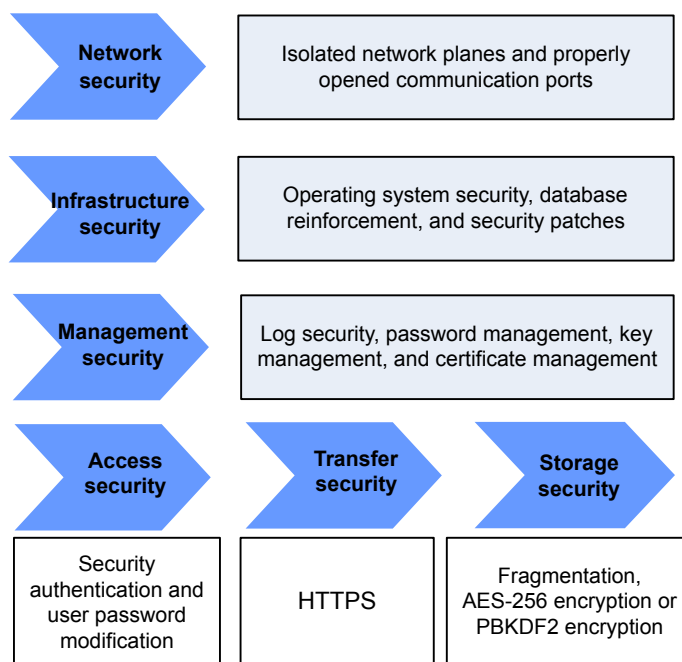 Network
security
Isolated network planes and properly
opened communication ports
Infrastructure
security
Operating system security, database
reinforcement, and security patches
Management
security
Log security, password management, key
management, and certificate management
Access
security
Transfer
security
Storage
security
Security
authentication and
user password
modification
HTTPS
Fragmentation,
AES-256 encryption or
PBKDF2 encryption